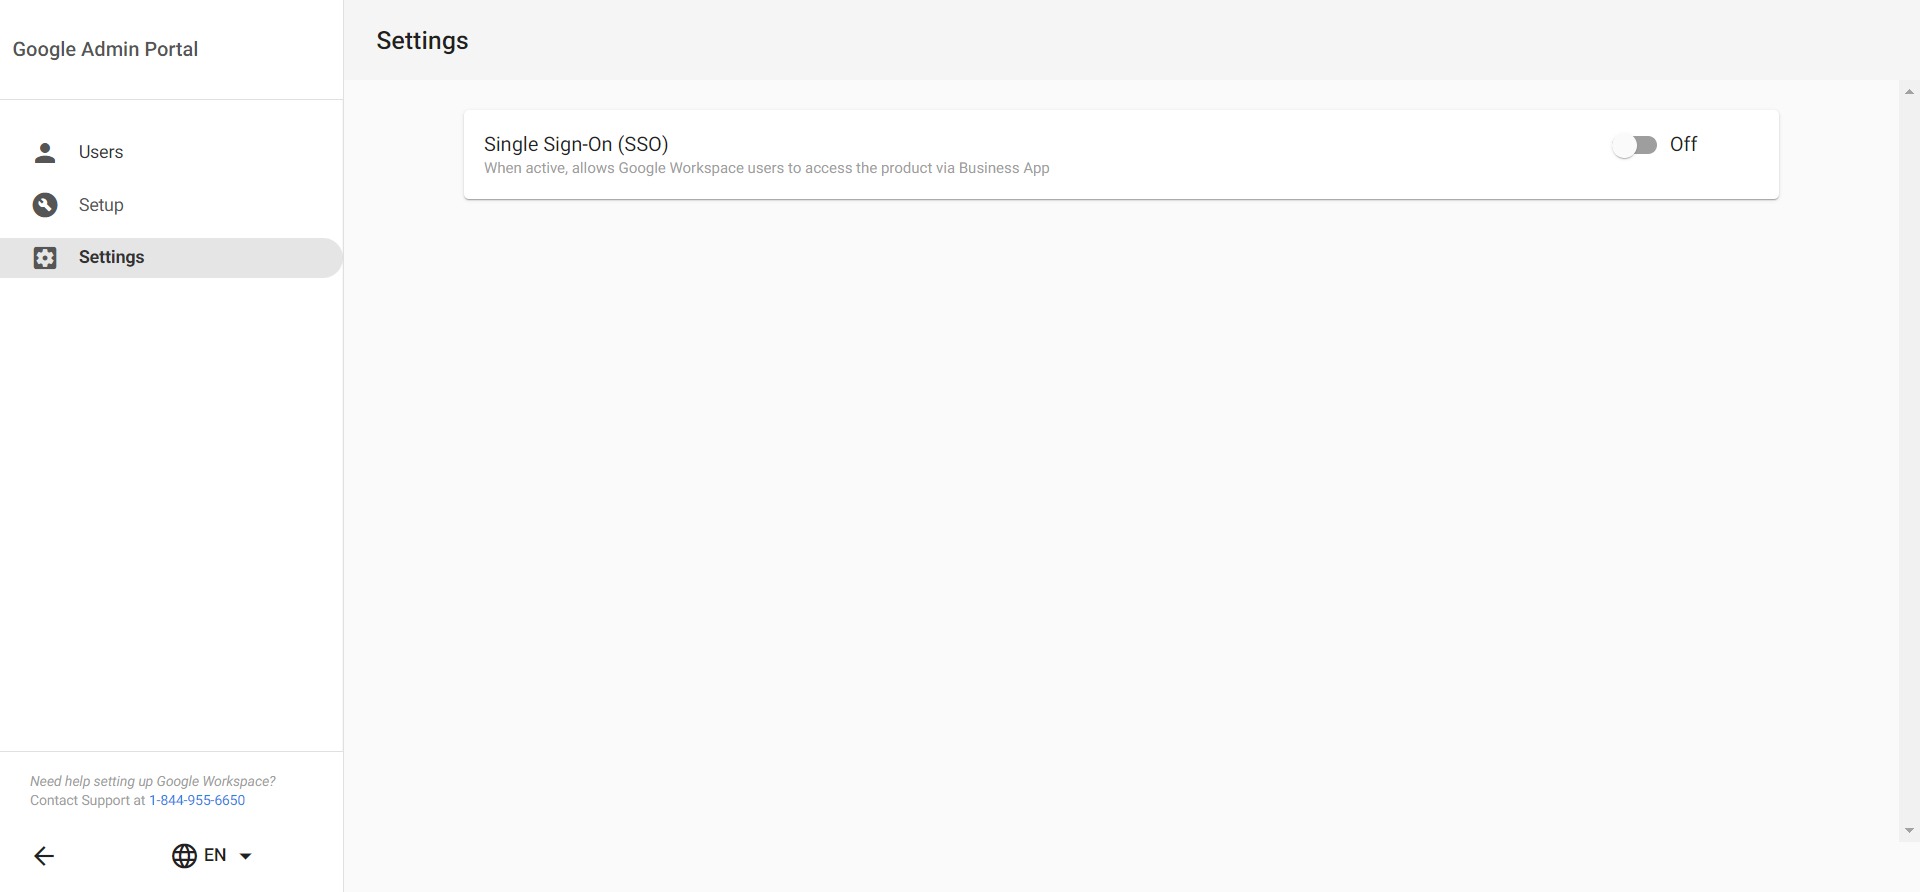 Google Admin Portal
Users
Setup
Settings
Need help setting up Google Workspace?
Contact Support at 1-844-955-6650
EN
Settings
Single Sign-On (SSO)
When active, allows Google Workspace users to access the product via Business App
Off